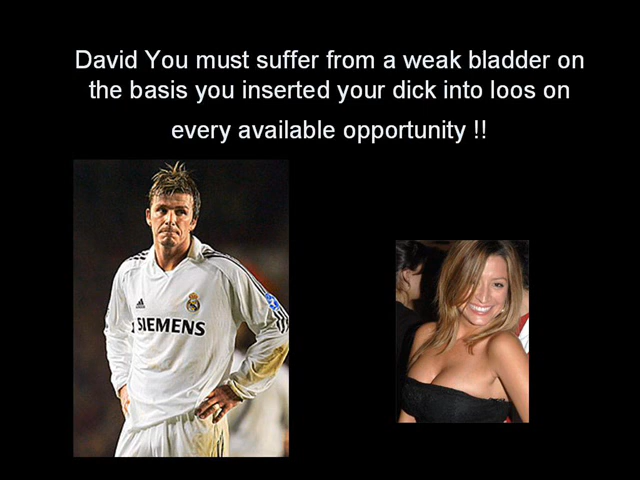 David You must suffer from a weak bladder on
the basis you inserted your dick into loos on
every available opportunity !!
SIEMENS